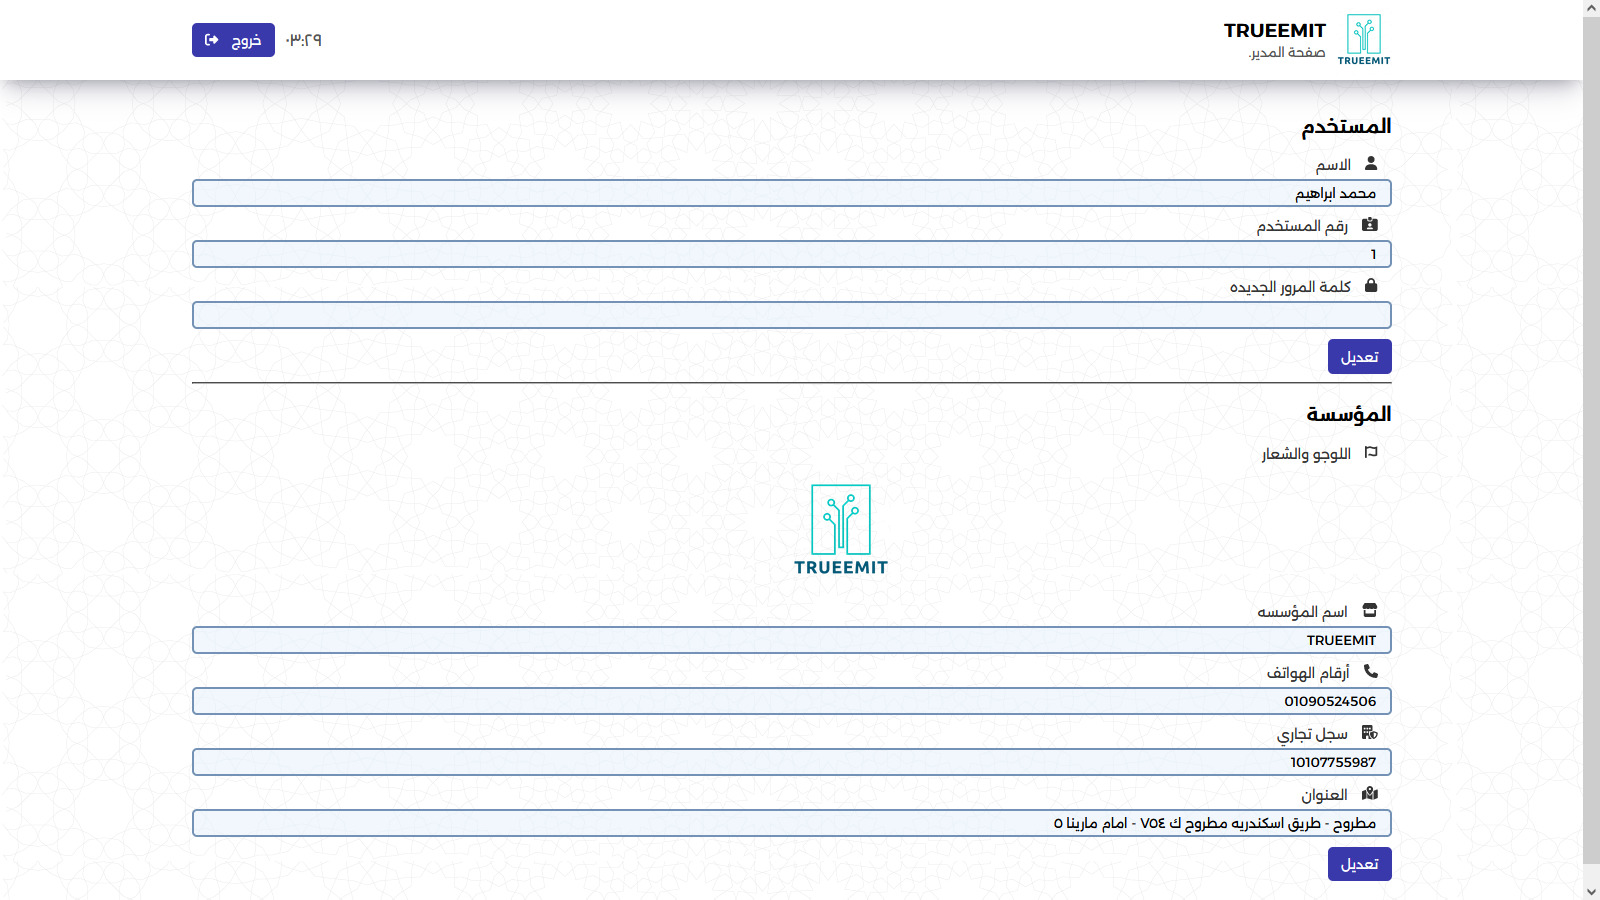 TRUEEMIT
TRUEEMIT
صفحة المدير.
٠٣:٢٩
خروج
المستخدم
الاسم
محمد ابراهيم
رقم المستخدم
1
كلمة المرور الجديده
تعديل
المؤسسة
اللوجو والشعار
TRUEEMIT
اسم المؤسسه
TRUEEMIT
أرقام الهواتف
01090524506
سجل تجاري
10107755987
العنوان
مطروح - طريق اسكندريه مطروح ك ٧٥٤ - امام مارينا ٥
تعديل